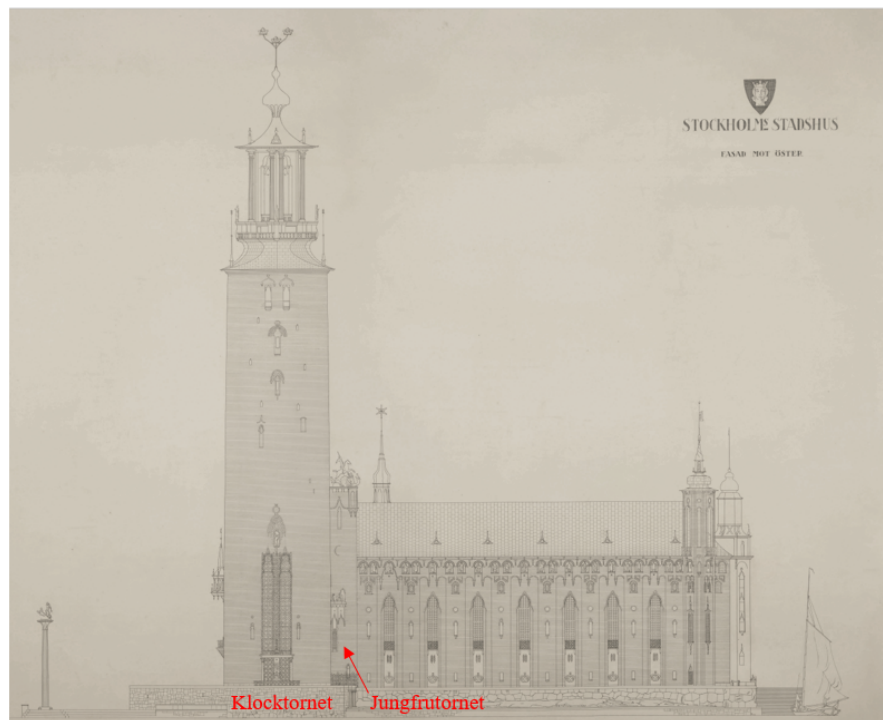 STOCKHOLMS STADSHUS
FASAD MOT ÖSTER
Klocktornet
Jungfrutornet